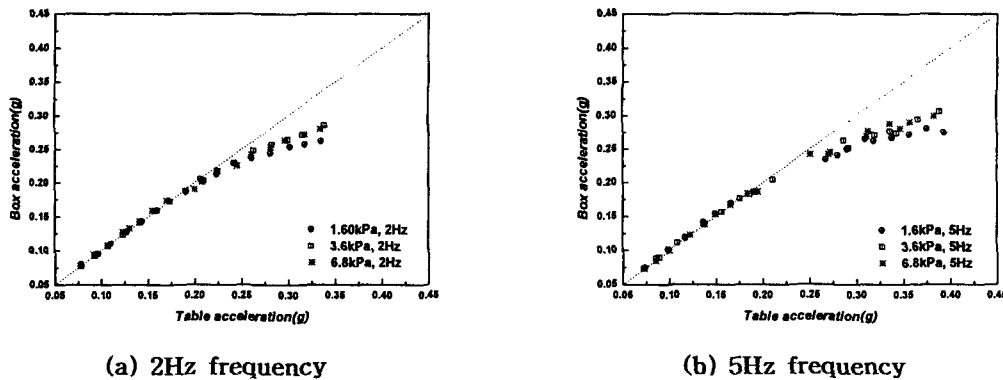 0.45
0.40
0.35
0.30
0.25
0.20
0.15
0.10
0.05
Box acceleration(g)
1.60kPa, 2Hz
3.6kPa, 2Hz
6.8kPa, 2Hz
0.05 0.10 0.15 0.20 0.25 0.30 0.35 0.40 0.45
Table acceleration(g)
(a) 2Hz frequency
0.45
0.40
0.35
0.30
0.25
0.20
0.15
0.10
0.05
Box acceleration(g)
1.6kPa, 5Hz
3.6kPa, 5Hz
6.8kPa, 5Hz
0.05 0.10 0.15 0.20 0.25 0.30 0.35 0.40 0.45
Table acceleration(g)
(b) 5Hz frequency